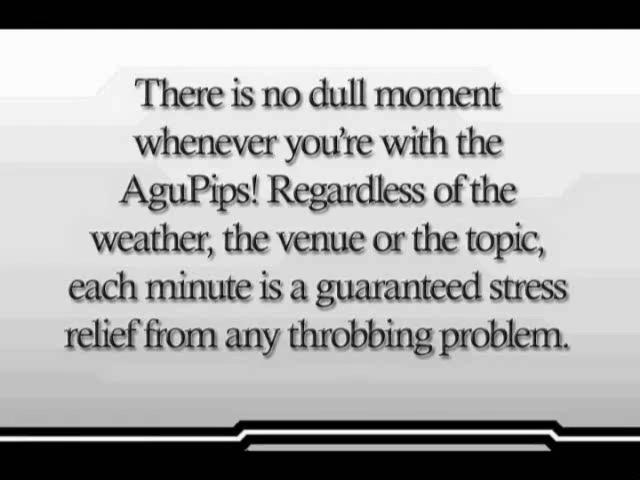 There is no dull moment
whenever you're with the
AguPips! Regardless of the
weather, the venue or the topic,
each minute is a guaranteed stress
relief from any throbbing problem.